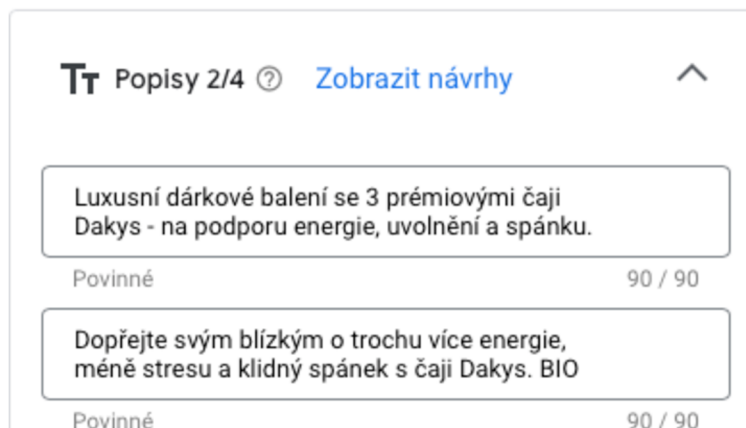 Popisy 2/4 Zobrazit návrhy
Luxusní dárkové balení se 3 prémiovými čaji
Dakys - na podporu energie, uvolnění a spánku.
Povinné 90 / 90
Dopřejte svým blízkým o trochu více energie,
méně stresu a klidný spánek s čaji Dakys. BIO
Povinné 90 / 90